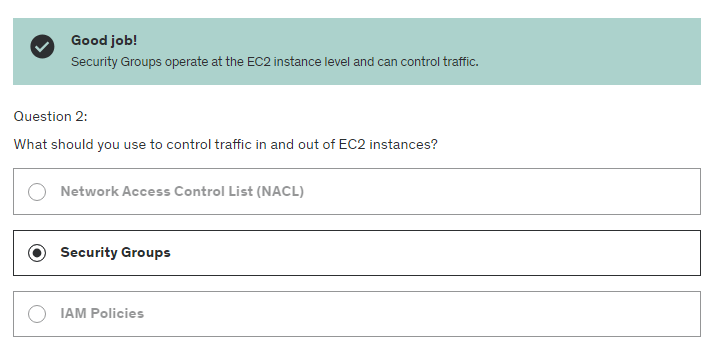 Good job!
Security Groups operate at the EC2 instance level and can control traffic.
Question 2:
What should you use to control traffic in and out of EC2 instances?
Network Access Control List (NACL)
Security Groups
IAM Policies